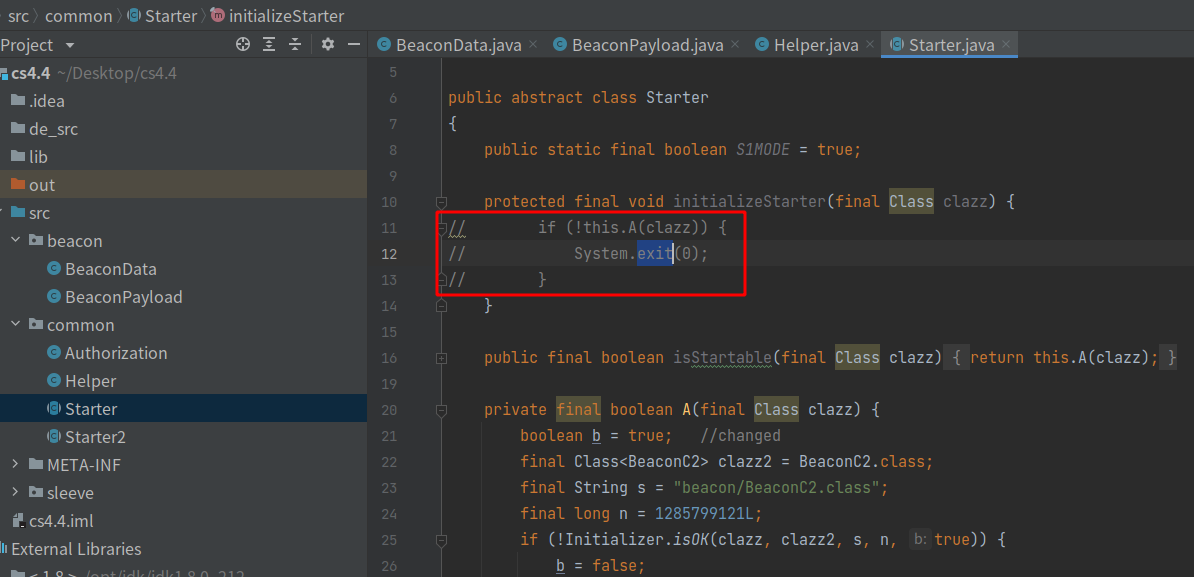 src common Starter initializeStarter
Project
BeaconData.java BeaconPayload.java Helper.java Starter.java
cs4.4 ~/Desktop/cs4.4
.idea
de_src
lib
out
src
beacon
BeaconData
BeaconPayload
common
Authorization
Helper
Starter
Starter2
META-INF
sleeve
cs4.4.iml
External Libraries
< 1.8 > /opt/jdk/jdk1.8.0_212
5
6 public abstract class Starter
7 {
8 public static final boolean S1MODE = true;
9
10 protected final void initializeStarter(final Class clazz) {
11 // if (!this.A(clazz)) {
12 // System.exit(0);
13 // }
14 }
15
16 public final boolean isStartable(final Class clazz) { return this.A(clazz); }
19
20 private final boolean A(final Class clazz) {
21 boolean b = true; //changed
22 final Class<BeaconC2> clazz2 = BeaconC2.class;
23 final String s = "beacon/BeaconC2.class";
24 final long n = 1285799121L;
25 if (!Initializer.isOK(clazz, clazz2, s, n, b: true)) {
26 b = false;